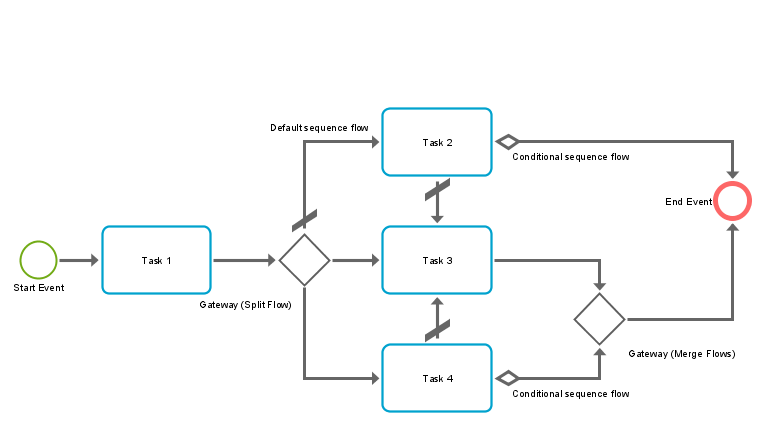 Default sequence flow
Task 2
Conditional sequence flow
End Event
Task 1
Task 3
Start Event
Gateway (Split Flow)
Gateway (Merge Flows)
Task 4
Conditional sequence flow